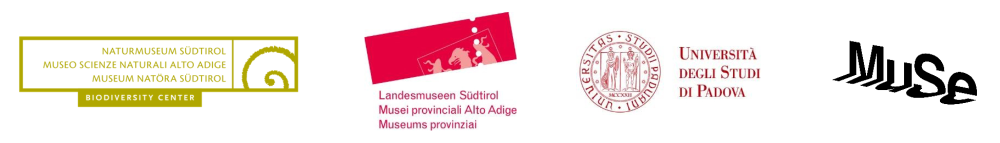 NATURMUSEUM SÜDTIROL
MUSEO SCIENZE NATURALI ALTO ADIGE
MUSEUM NATÖRA SÜDTIROL
BIODIVERSITY CENTER
Landesmuseen Südtirol
Musei provinciali Alto Adige
Museums provinziai
UNIVERSITAS • STUDII PADUANI •
MCCXXII
UNIVERSITÀ
DEGLI STUDI
DI PADOVA
MUSe